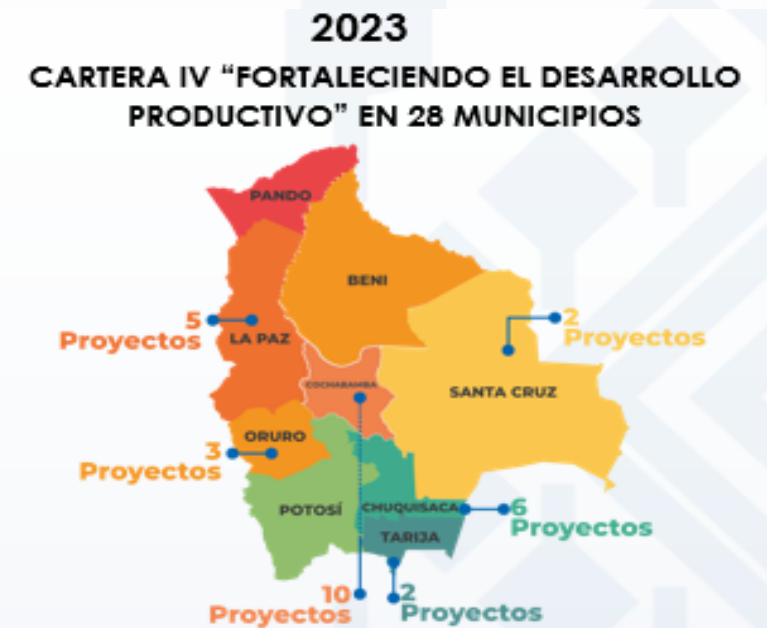 2023
CARTERA IV “FORTALECIENDO EL DESARROLLO
PRODUCTIVO” EN 28 MUNICIPIOS
PANDO
BENI
5
Proyectos
LA PAZ
2
Proyectos
COCHABAMBA
SANTA CRUZ
ORURO
3
Proyectos
POTOSÍ
CHUQUISACA
6
Proyectos
TARIJA
10
Proyectos
2
Proyectos